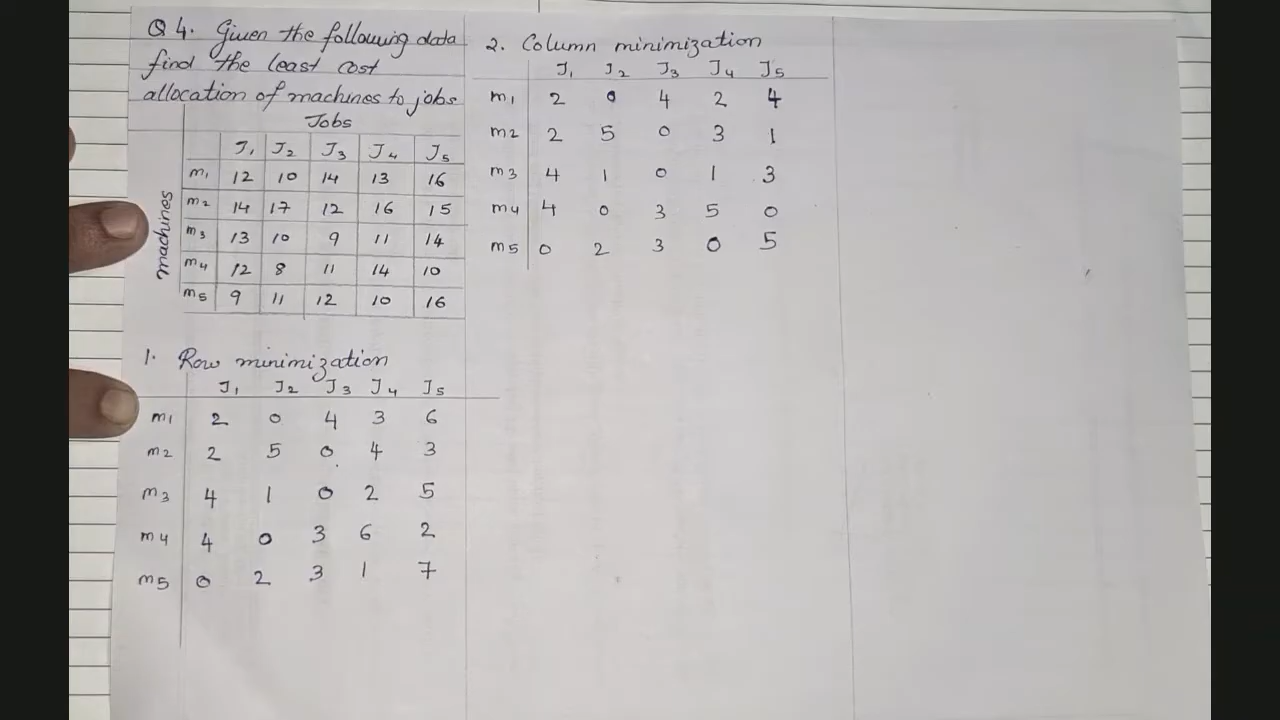 Q4. Given the following data
find the least cost
allocation of machines to jobs
Jobs
machines
J1 J2 J3 J4 J5
m1 12 10 14 13 16
m2 14 17 12 16 15
m3 13 10 9 11 14
m4 12 8 11 14 10
m5 9 11 12 10 16
1. Row minimization
J1 J2 J3 J4 J5
m1 2 0 4 3 6
m2 2 5 0 4 3
m3 4 1 0 2 5
m4 4 0 3 6 2
m5 0 2 3 1 7
2. Column minimization
J1 J2 J3 J4 J5
m1 2 0 4 2 4
m2 2 5 0 3 1
m3 4 1 0 1 3
m4 4 0 3 5 0
m5 0 2 3 0 5